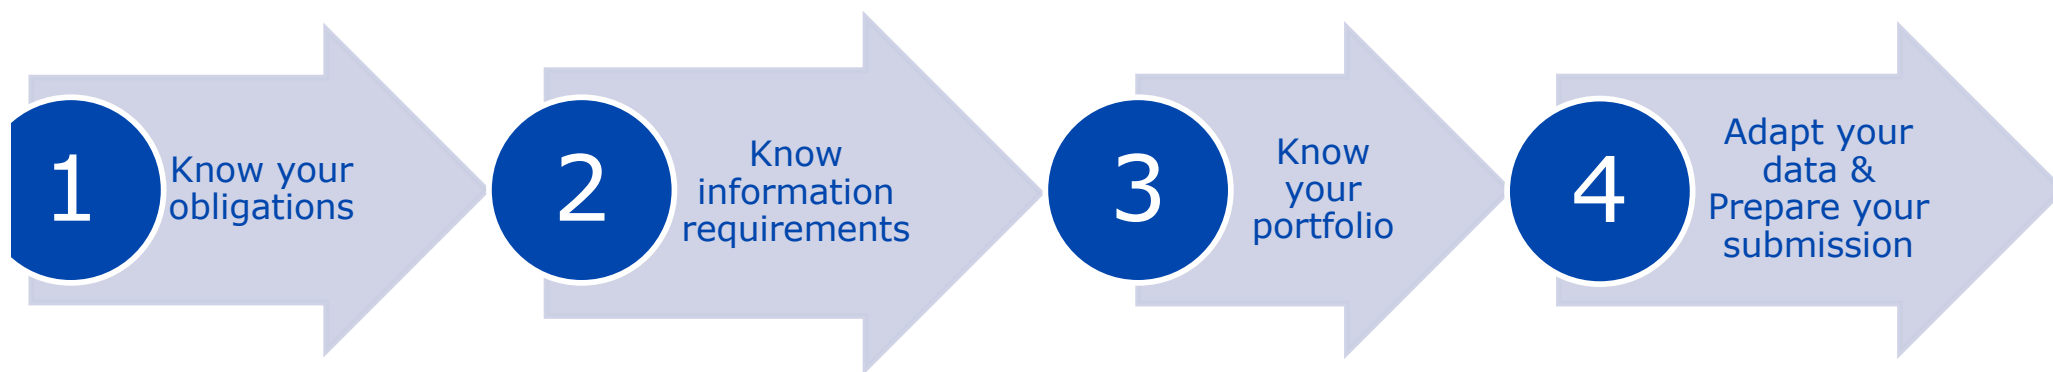 1
Know your
obligations
2
Know
information
requirements
3
Know
your
portfolio
4
Adapt your
data &
Prepare your
submission